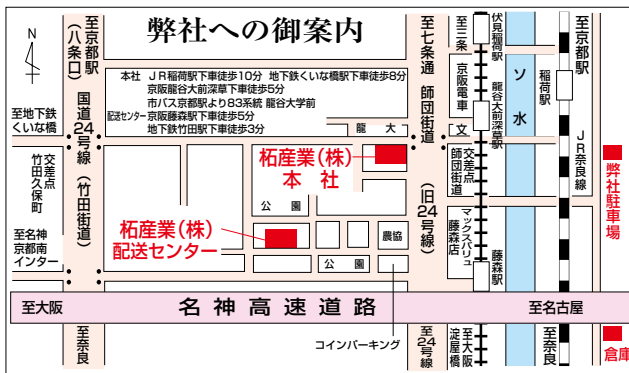 弊社への御案内
N
本社 JR稲荷駅下車徒歩10分 地下鉄くいな橋駅下車徒歩8分
京阪龍谷大前深草下車徒歩5分
市バス京都駅より83系統 龍谷大学前
配送センター 京阪藤森駅下車徒歩5分
地下鉄竹田駅下車徒歩3分
至京都駅
(八条口)
国道24号線(竹田街道)
至地下鉄
くいな橋
交差点
竹田久保町
至名神
京都南
インター
龍大
柘産業(株)
本社
公園
柘産業(株)
配送センター
農協
公園
至七条通
師団街道
(旧24号線)
至三条
京阪電車
文
交差点
師団街道
マックスバリュ
藤森店
伏見稲荷駅
龍谷大前深草駅
藤森駅
ソ水
稲荷駅
至京都駅
JR奈良線
弊社駐車場
至大阪
名神高速道路
至名古屋
至奈良
コインパーキング
至24号線
至大阪
淀屋橋
至奈良
倉庫